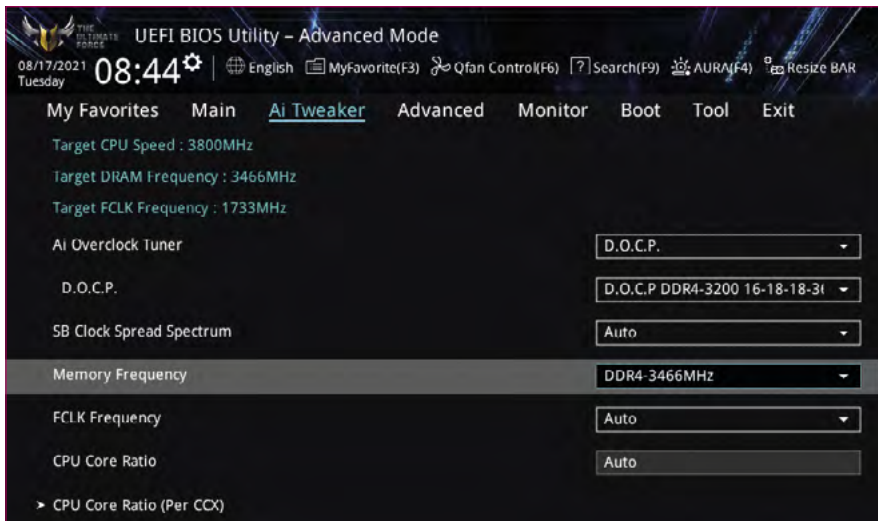 THE
ULTIMATE
FORCE
UEFI BIOS Utility – Advanced Mode
08/17/2021
Tuesday
08:44
English MyFavorite(F3) Qfan Control(F6) ? Search(F9) AURA(F4) Resize BAR
My Favorites Main Ai Tweaker Advanced Monitor Boot Tool Exit
Target CPU Speed : 3800MHz
Target DRAM Frequency : 3466MHz
Target FCLK Frequency : 1733MHz
Ai Overclock Tuner D.O.C.P.
D.O.C.P. D.O.C.P DDR4-3200 16-18-18-3
SB Clock Spread Spectrum Auto
Memory Frequency DDR4-3466MHz
FCLK Frequency Auto
CPU Core Ratio Auto
CPU Core Ratio (Per CCX)